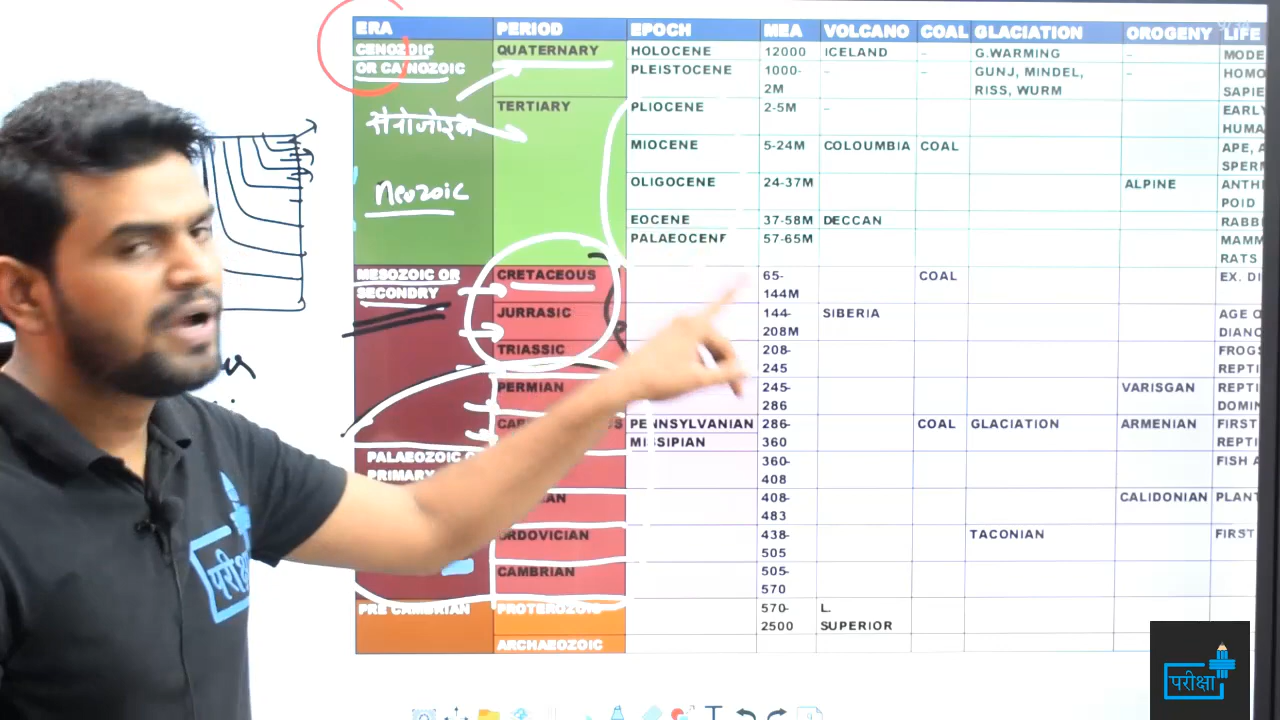 ERA PERIOD EPOCH MEA VOLCANO COAL GLACIATION OROGENY LIFE
CENOZOIC QUATERNARY HOLOCENE 12000 ICELAND – G.WARMING – MODE
OR CAINOZOIC PLEISTOCENE 1000- – – GUNJ, MINDEL, – HOMO
2M RISS, WURM SAPIE
TERTIARY PLIOCENE 2-5M – EARLY
सेनोजोइक HUMA
MIOCENE 5-24M COLOUMBIA COAL APE, A
SPERM
Neozoic OLIGOCENE 24-37M ALPINE ANTH
POID
EOCENE 37-58M DECCAN RABB
PALAEOCENE 57-65M MAMM
RATS
MESOZOIC OR CRETACEOUS 65- COAL EX. DI
SECONDRY 144M
JURRASIC 144- SIBERIA AGE O
208M DIANO
TRIASSIC 208- FROGS
245 REPTI
PERMIAN 245- VARISGAN REPTI
286 DOMIN
PENNSYLVANIAN 286- COAL GLACIATION ARMENIAN FIRST
MISSIPIAN 360 REPTI
PALAEOZOIC 360- FISH A
PRIMARY 408
408- CALIDONIAN PLANT
483
ORDOVICIAN 438- TACONIAN FIRST
505
CAMBRIAN 505-
570
PRE CAMBRIAN PROTEROZOIC 570- L.
2500 SUPERIOR
ARCHAEOZOIC
परीक्षा
परीक्षा